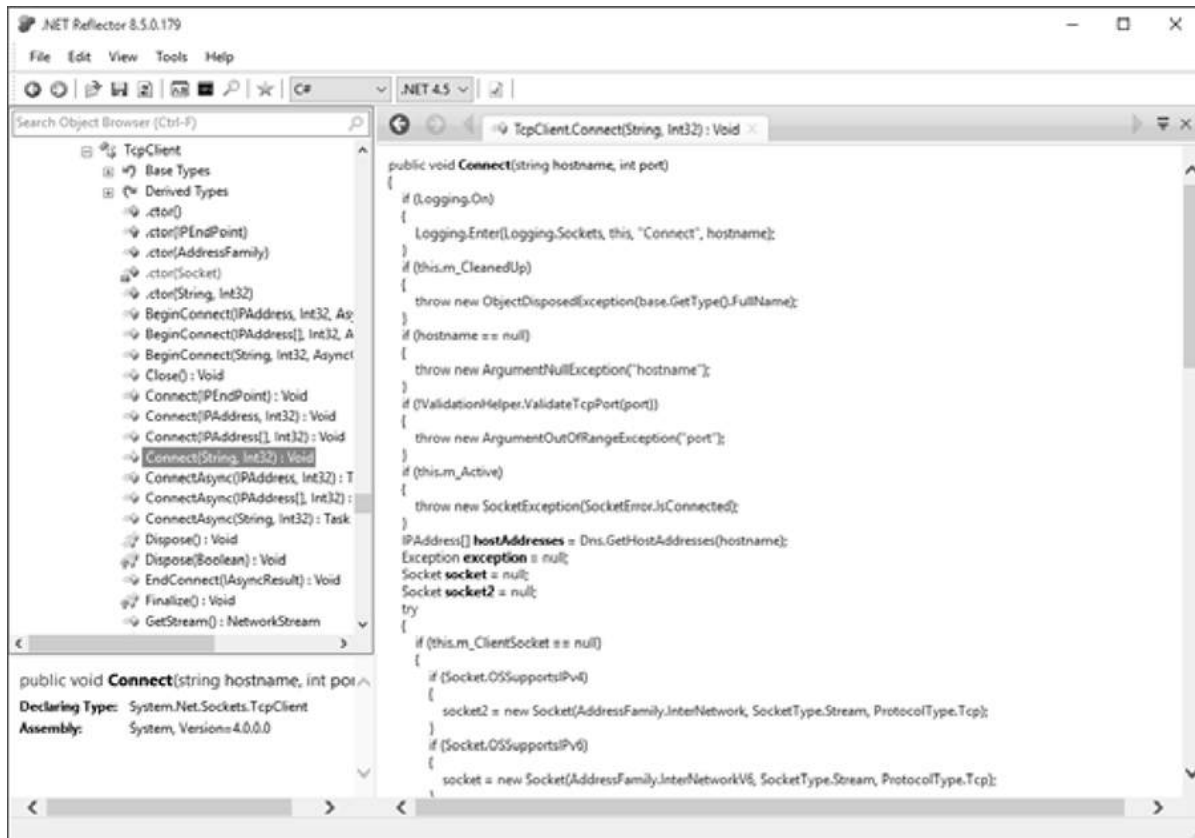 .NET Reflector 8.5.0.179
File Edit View Tools Help
C# .NET 4.5
Search Object Browser (Ctrl-F)
TcpClient
Base Types
Derived Types
.ctor()
.ctor(IPEndPoint)
.ctor(AddressFamily)
.ctor(Socket)
.ctor(String, Int32)
BeginConnect(IPAddress, Int32, Asy
BeginConnect(IPAddress[], Int32, A
BeginConnect(String, Int32, Async
Close() : Void
Connect(IPEndPoint) : Void
Connect(IPAddress, Int32) : Void
Connect(IPAddress[], Int32) : Void
Connect(String, Int32) : Void
ConnectAsync(IPAddress, Int32) : T
ConnectAsync(IPAddress[], Int32) :
ConnectAsync(String, Int32) : Task
Dispose() : Void
Dispose(Boolean) : Void
EndConnect(IAsyncResult) : Void
Finalize() : Void
GetStream() : NetworkStream
public void Connect(string hostname, int por
Declaring Type: System.Net.Sockets.TcpClient
Assembly: System, Version=4.0.0.0
TcpClient.Connect(String, Int32) : Void
public void Connect(string hostname, int port)
{
if (Logging.On)
{
Logging.Enter(Logging.Sockets, this, "Connect", hostname);
}
if (this.m_CleanedUp)
{
throw new ObjectDisposedException(base.GetType().FullName);
}
if (hostname == null)
{
throw new ArgumentNullException("hostname");
}
if (!ValidationHelper.ValidateTcpPort(port))
{
throw new ArgumentOutOfRangeException("port");
}
if (this.m_Active)
{
throw new SocketException(SocketError.IsConnected);
}
IPAddress[] hostAddresses = Dns.GetHostAddresses(hostname);
Exception exception = null;
Socket socket = null;
Socket socket2 = null;
try
{
if (this.m_ClientSocket == null)
{
if (Socket.OSSupportsIPv4)
{
socket2 = new Socket(AddressFamily.InterNetwork, SocketType.Stream, ProtocolType.Tcp);
}
if (Socket.OSSupportsIPv6)
{
socket = new Socket(AddressFamily.InterNetworkV6, SocketType.Stream, ProtocolType.Tcp);